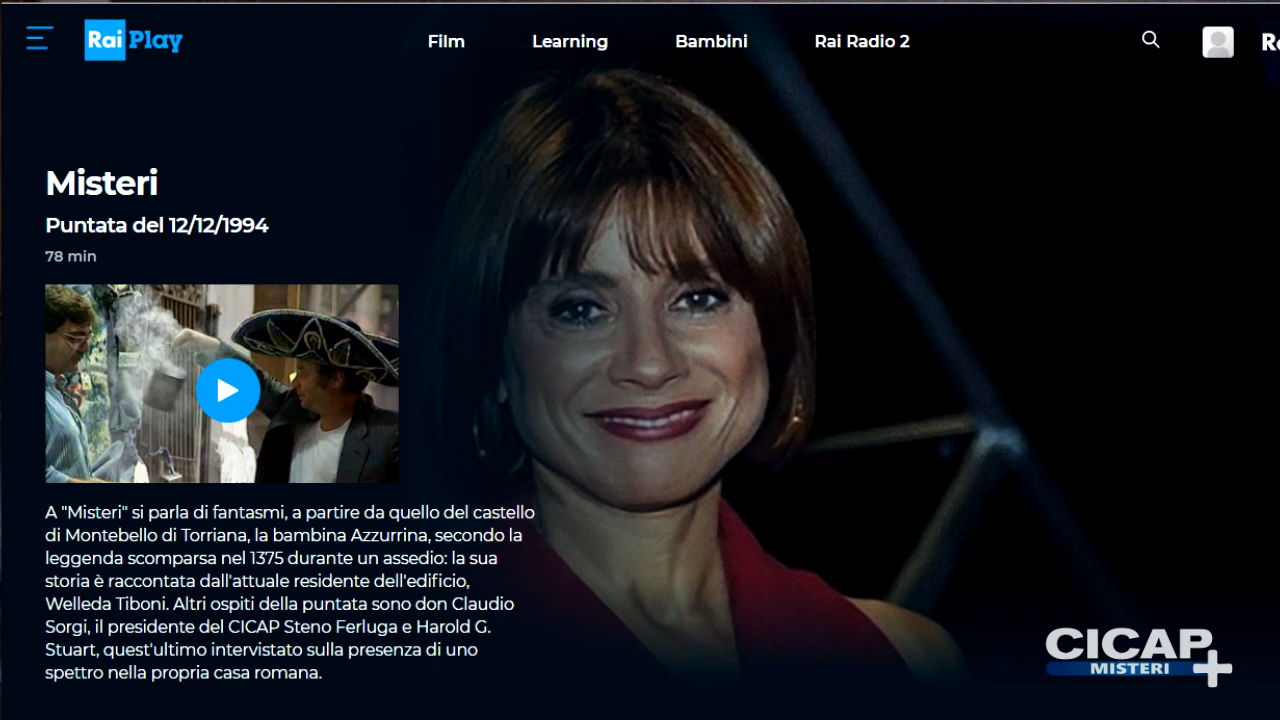 Rai Play
Film
Learning
Bambini
Rai Radio 2
Misteri
Puntata del 12/12/1994
78 min
A "Misteri" si parla di fantasmi, a partire da quello del castello
di Montebello di Torriana, la bambina Azzurrina, secondo la
leggenda scomparsa nel 1375 durante un assedio: la sua
storia è raccontata dall'attuale residente dell'edificio,
Welleda Tiboni. Altri ospiti della puntata sono don Claudio
Sorgi, il presidente del CICAP Steno Ferluga e Harold G.
Stuart, quest'ultimo intervistato sulla presenza di uno
spettro nella propria casa romana.
CICAP
MISTERI +